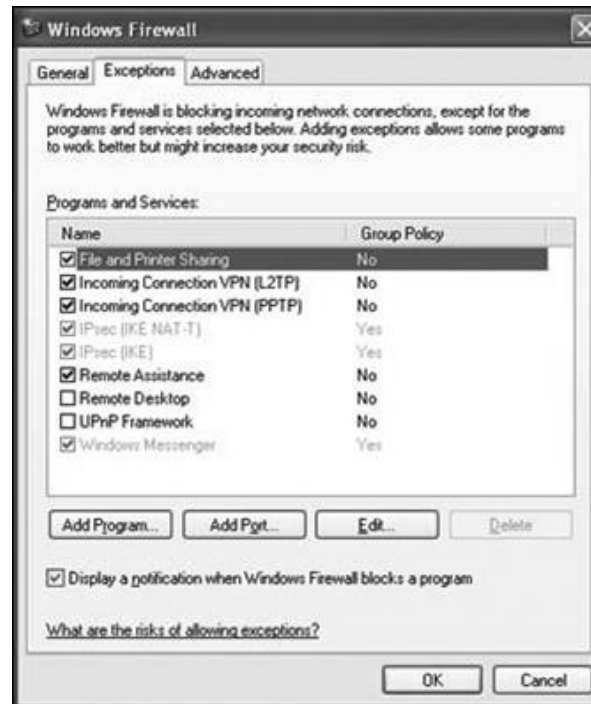 Windows Firewall
General Exceptions Advanced
Windows Firewall is blocking incoming network connections, except for the
programs and services selected below. Adding exceptions allows some programs
to work better but might increase your security risk.
Programs and Services:
Name Group Policy
File and Printer Sharing No
Incoming Connection VPN (L2TP) No
Incoming Connection VPN (PPTP) No
IPsec (IKE NAT-T) Yes
IPsec (IKE) Yes
Remote Assistance No
Remote Desktop No
UPnP Framework No
Windows Messenger Yes
Add Program... Add Port... Edit... Delete
Display a notification when Windows Firewall blocks a program
What are the risks of allowing exceptions?
OK Cancel